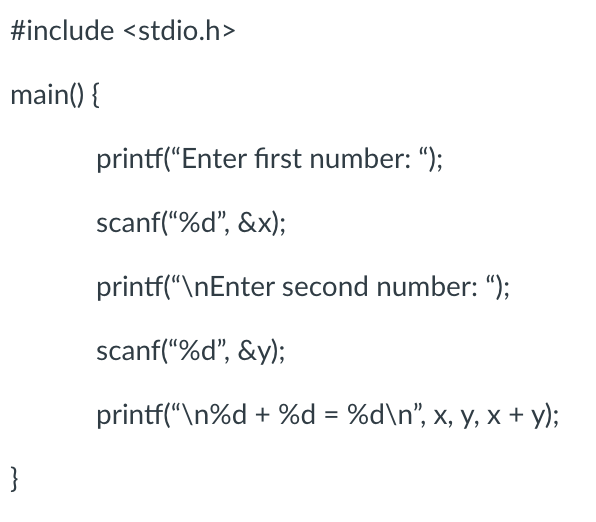 #include <stdio.h>
main() {
printf(“Enter first number: “);
scanf(“%d”, &x);
printf(“\nEnter second number: “);
scanf(“%d”, &y);
printf(“\n%d + %d = %d\n”, x, y, x + y);
}